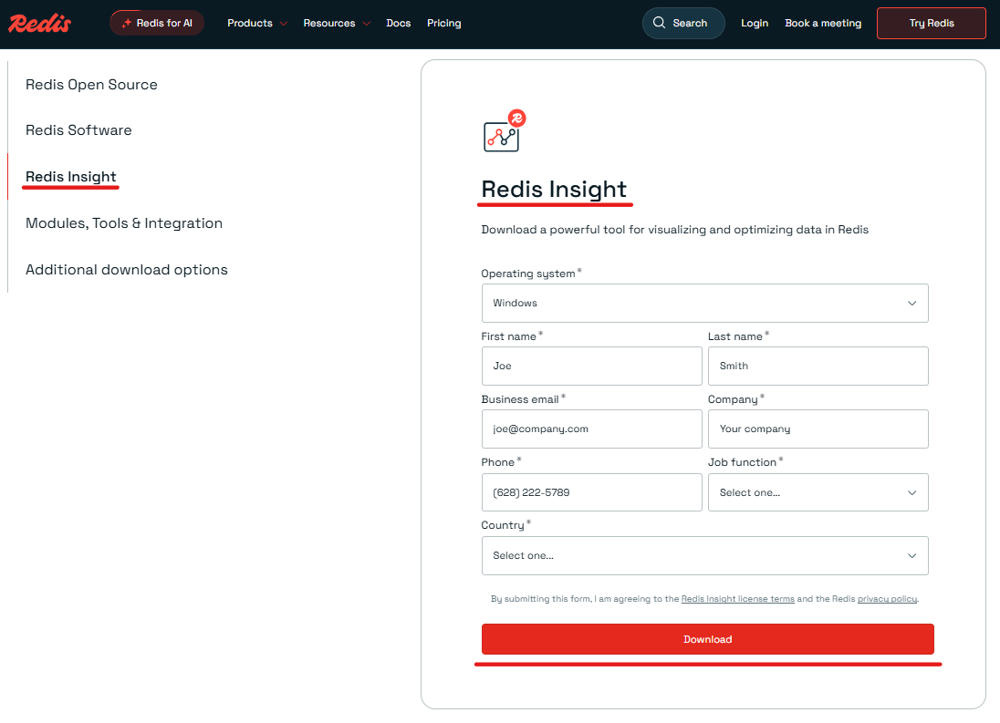 Redis
Redis for AI Products Resources Docs Pricing Search Login Book a meeting Try Redis
Redis Open Source
Redis Software
Redis Insight
Modules, Tools & Integration
Additional download options
R
Redis Insight
Download a powerful tool for visualizing and optimizing data in Redis
Operating system*
Windows
First name* Last name*
Joe Smith
Business email* Company*
joe@company.com Your company
Phone* Job function*
(628) 222-5789 Select one...
Country*
Select one...
By submitting this form, I am agreeing to the Redis Insight license terms and the Redis privacy policy.
Download